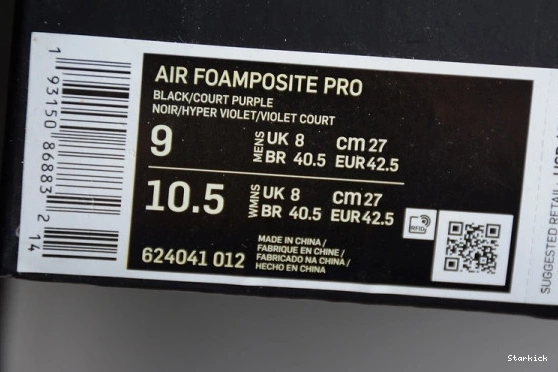 AIR FOAMPOSITE PRO
BLACK/COURT PURPLE
NOIR/HYPER VIOLET/VIOLET COURT
9 MENS UK 8 cm 27
BR 40.5 EUR 42.5
10.5 WMNS UK 8 cm 27
BR 40.5 EUR 42.5
624041 012
MADE IN CHINA /
FABRIQUE EN CHINE /
FABRICADO NA CHINA /
HECHO EN CHINA
RFID
1 93150 86883 2 14
SUGGESTED RETAIL
Starkick